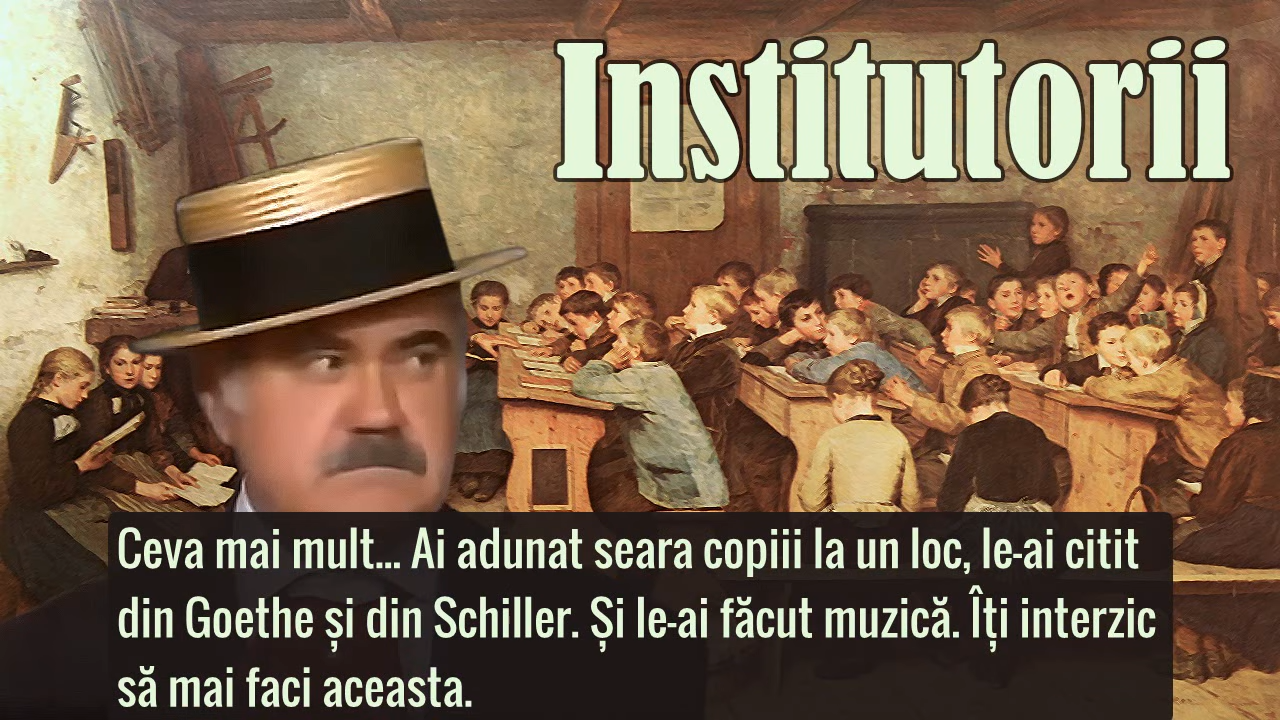 Institutorii
Ceva mai mult... Ai adunat seara copiii la un loc, le-ai citit
din Goethe și din Schiller. Și le-ai făcut muzică. Îți interzic
să mai faci aceasta.